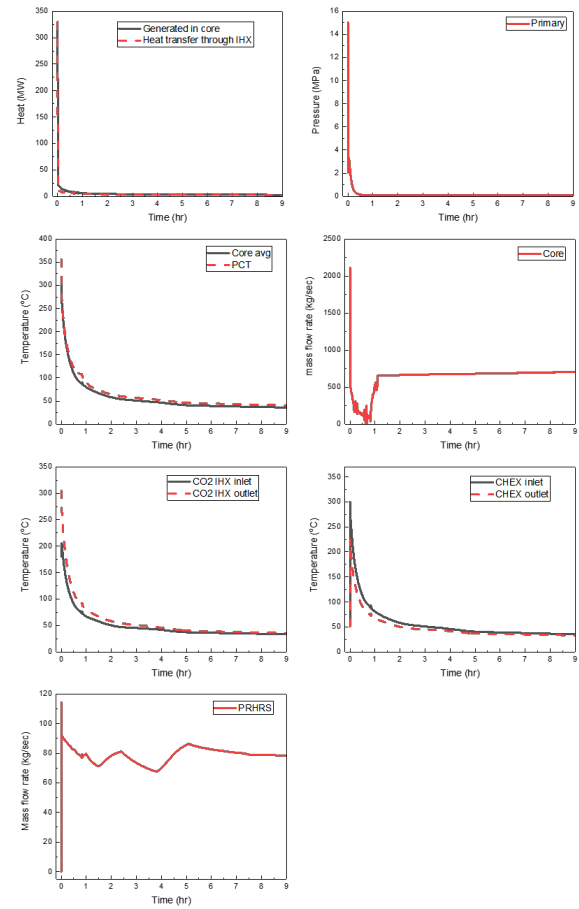 350
300
250
200
150
100
50
0
Heat (MW)
Generated in core
Heat transfer through IHX
0 1 2 3 4 5 6 7 8 9
Time (hr)
16
14
12
10
8
6
4
2
0
Pressure (MPa)
Primary
0 1 2 3 4 5 6 7 8 9
Time (hr)
400
350
300
250
200
150
100
50
0
Temperature (°C)
Core avg
PCT
0 1 2 3 4 5 6 7 8 9
Time (hr)
2500
2000
1500
1000
500
0
mass flow rate (kg/sec)
Core
0 1 2 3 4 5 6 7 8 9
Time (hr)
350
300
250
200
150
100
50
0
Temperature (°C)
CO2 IHX inlet
CO2 IHX outlet
0 1 2 3 4 5 6 7 8 9
Time (hr)
350
300
250
200
150
100
50
0
Temperature (°C)
CHEX inlet
CHEX outlet
0 1 2 3 4 5 6 7 8 9
Time (hr)
120
100
80
60
40
20
0
Mass flow rate (kg/sec)
PRHRS
0 1 2 3 4 5 6 7 8 9
Time (hr)